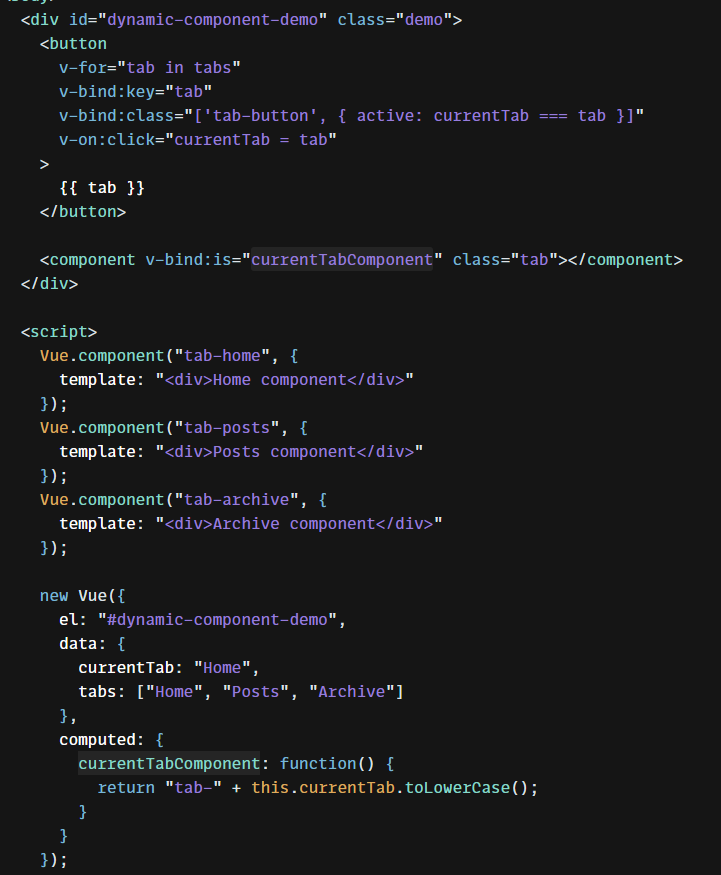 <div id="dynamic-component-demo" class="demo">
<button
v-for="tab in tabs"
v-bind:key="tab"
v-bind:class="['tab-button', { active: currentTab === tab }]"
v-on:click="currentTab = tab"
>
{{ tab }}
</button>
<component v-bind:is="currentTabComponent" class="tab"></component>
</div>
<script>
Vue.component("tab-home", {
template: "<div>Home component</div>"
});
Vue.component("tab-posts", {
template: "<div>Posts component</div>"
});
Vue.component("tab-archive", {
template: "<div>Archive component</div>"
});
new Vue({
el: "#dynamic-component-demo",
data: {
currentTab: "Home",
tabs: ["Home", "Posts", "Archive"]
},
computed: {
currentTabComponent: function() {
return "tab-" + this.currentTab.toLowerCase();
}
}
});